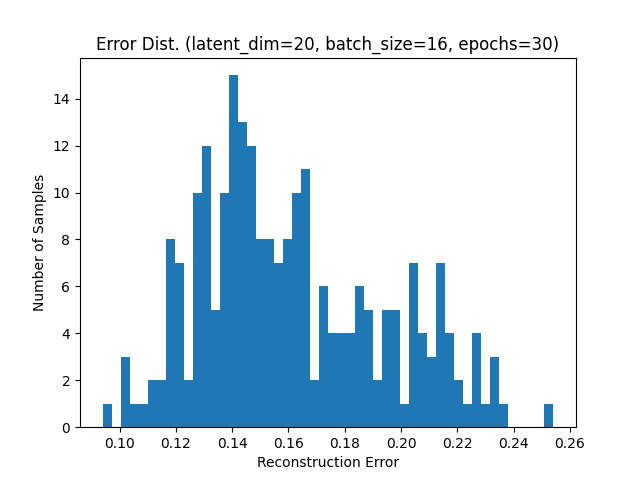 Error Dist. (latent_dim=20, batch_size=16, epochs=30)
14
12
10
8
6
4
2
0
Number of Samples
0.10 0.12 0.14 0.16 0.18 0.20 0.22 0.24 0.26
Reconstruction Error